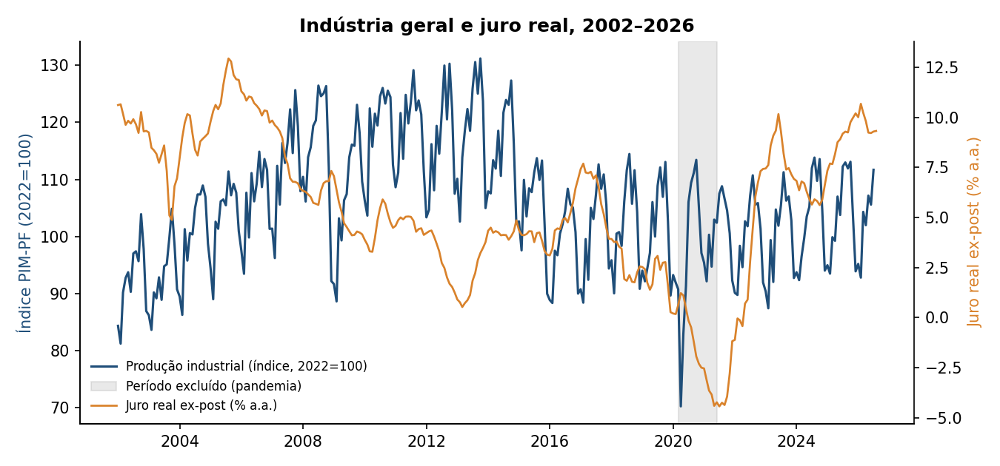 Indústria geral e juro real, 2002–2026
Índice PIM-PF (2022=100)
130
120
110
100
90
80
70
12.5
10.0
7.5
5.0
2.5
0.0
−2.5
−5.0
Juro real ex-post (% a.a.)
Produção industrial (índice, 2022=100)
Período excluído (pandemia)
Juro real ex-post (% a.a.)
2004 2008 2012 2016 2020 2024